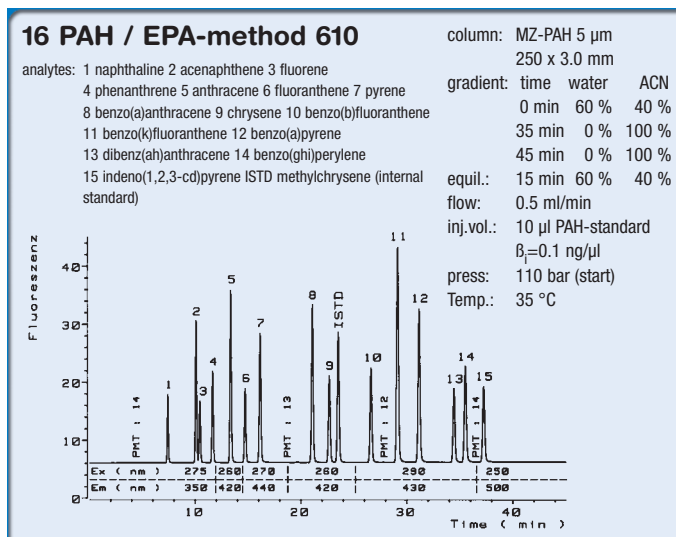 16 PAH / EPA-method 610
analytes: 1 naphthaline 2 acenaphthene 3 fluorene
4 phenanthrene 5 anthracene 6 fluoranthene 7 pyrene
8 benzo(a)anthracene 9 chrysene 10 benzo(b)fluoranthene
11 benzo(k)fluoranthene 12 benzo(a)pyrene
13 dibenz(ah)anthracene 14 benzo(ghi)perylene
15 indeno(1,2,3-cd)pyrene ISTD methylchrysene (internal
standard)
column: MZ-PAH 5 µm
250 x 3.0 mm
gradient: time water ACN
0 min 60 % 40 %
35 min 0 % 100 %
45 min 0 % 100 %
equil.: 15 min 60 % 40 %
flow: 0.5 ml/min
inj.vol.: 10 µl PAH-standard
ßi=0.1 ng/µl
press: 110 bar (start)
Temp.: 35 °C
Fluoreszenz
40
30
20
10
0
1
2
3
4
5
6
7
8
9
ISTD
10
11
12
13
14
15
PMT : 14
PMT : 13
PMT : 12
PMT : 14
Ex ( nm ) 275 260 270 260 290 250
Em ( nm ) 350 420 440 420 430 500
10 20 30 40
Time ( min )